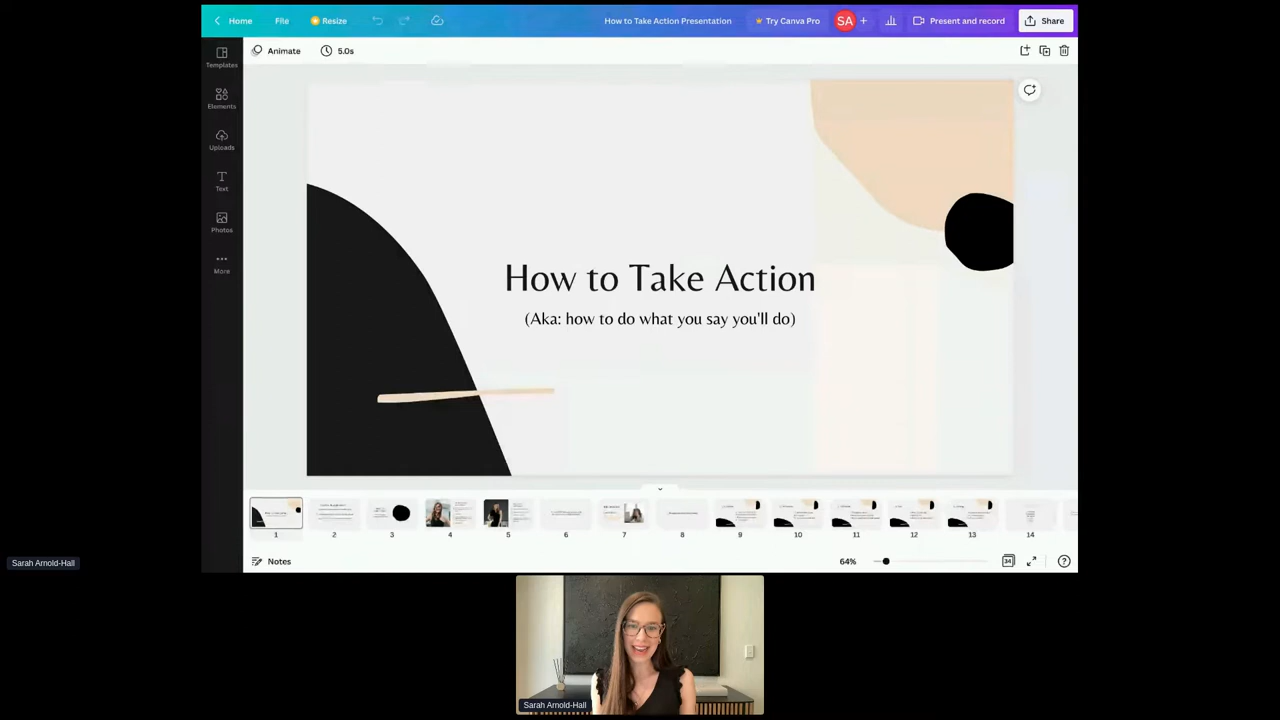 Home
File
Resize
How to Take Action Presentation
Try Canva Pro
SA
Present and record
Share
Templates
Animate
5.0s
Elements
Uploads
Text
Photos
More
How to Take Action
(Aka: how to do what you say you'll do)
1 2 3 4 5 6 7 8 9 10 11 12 13 14
Notes
64%
34
Sarah Arnold-Hall
Sarah Arnold-Hall